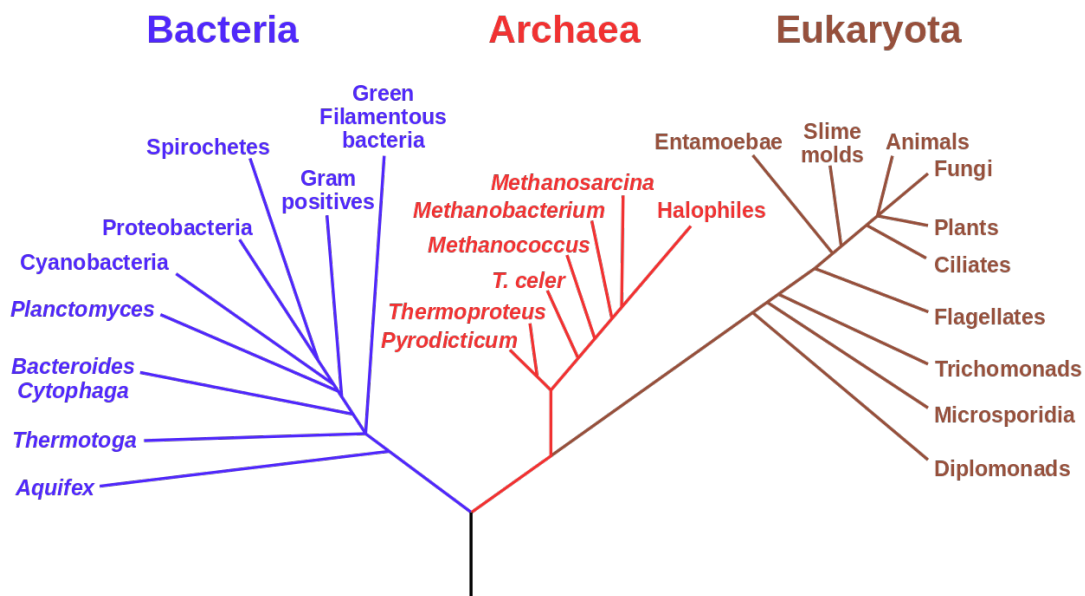 Bacteria
Archaea
Eukaryota
Green
Filamentous
bacteria
Spirochetes
Gram
positives
Proteobacteria
Cyanobacteria
Planctomyces
Bacteroides
Cytophaga
Thermotoga
Aquifex
Methanosarcina
Methanobacterium
Halophiles
Methanococcus
T. celer
Thermoproteus
Pyrodicticum
Entamoebae
Slime
molds
Animals
Fungi
Plants
Ciliates
Flagellates
Trichomonads
Microsporidia
Diplomonads